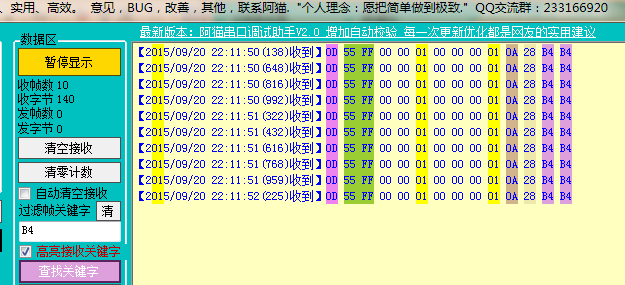 、实用、高效。 意见，BUG，改善，其他，联系阿猫. "个人理念：愿把简单做到极致." QQ交流群：233166920
最新版本：阿猫串口调试助手V2.0 增加自动校验 每一次更新优化都是网友的实用建议
数据区
暂停显示
收帧数 10
收字节 140
发帧数 0
发字节 0
清空接收
清零计数
自动清空接收
过滤帧关键字 清
B4
高亮接收关键字
查找关键字
【2015/09/20 22:11:50(138)收到】0D 55 FF 00 00 01 00 00 00 01 0A 28 B4 B4
【2015/09/20 22:11:50(648)收到】0D 55 FF 00 00 01 00 00 00 01 0A 28 B4 B4
【2015/09/20 22:11:50(816)收到】0D 55 FF 00 00 01 00 00 00 01 0A 28 B4 B4
【2015/09/20 22:11:50(992)收到】0D 55 FF 00 00 01 00 00 00 01 0A 28 B4 B4
【2015/09/20 22:11:51(322)收到】0D 55 FF 00 00 01 00 00 00 01 0A 28 B4 B4
【2015/09/20 22:11:51(432)收到】0D 55 FF 00 00 01 00 00 00 01 0A 28 B4 B4
【2015/09/20 22:11:51(616)收到】0D 55 FF 00 00 01 00 00 00 01 0A 28 B4 B4
【2015/09/20 22:11:51(768)收到】0D 55 FF 00 00 01 00 00 00 01 0A 28 B4 B4
【2015/09/20 22:11:51(959)收到】0D 55 FF 00 00 01 00 00 00 01 0A 28 B4 B4
【2015/09/20 22:11:52(225)收到】0D 55 FF 00 00 01 00 00 00 01 0A 28 B4 B4